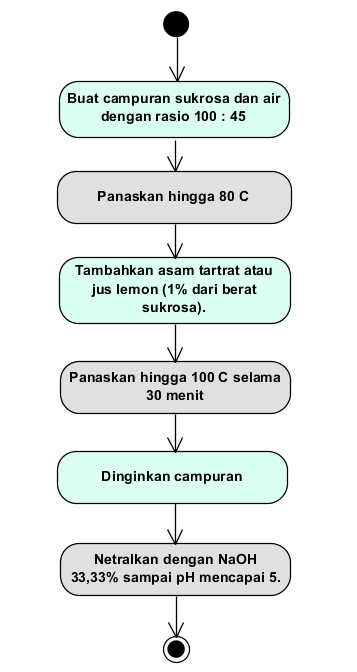 Buat campuran sukrosa dan air
dengan rasio 100 : 45
Panaskan hingga 80 C
Tambahkan asam tartrat atau
jus lemon (1% dari berat
sukrosa).
Panaskan hingga 100 C selama
30 menit
Dinginkan campuran
Netralkan dengan NaOH
33,33% sampai pH mencapai 5.